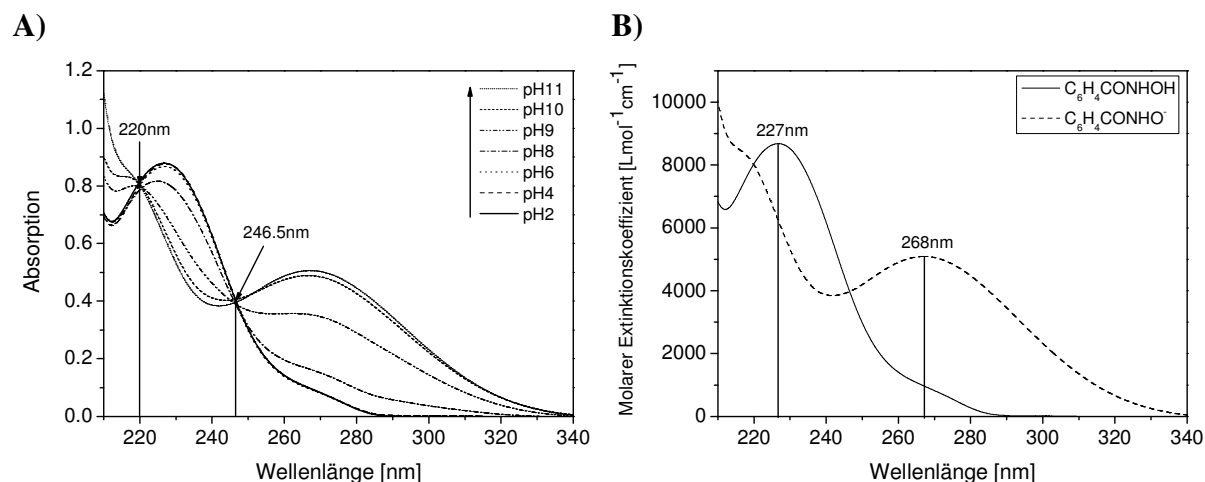 A)
1.2
1.0
0.8
0.6
0.4
0.2
0.0
Absorption
220nm
246.5nm
pH11
pH10
pH9
pH8
pH6
pH4
pH2
220 240 260 280 300 320 340
Wellenlänge [nm]
B)
10000
8000
6000
4000
2000
0
Molarer Extinktionskoeffizient [Lmol⁻¹cm⁻¹]
227nm
268nm
C₆H₄CONHOH
C₆H₄CONHO⁻
220 240 260 280 300 320 340
Wellenlänge [nm]